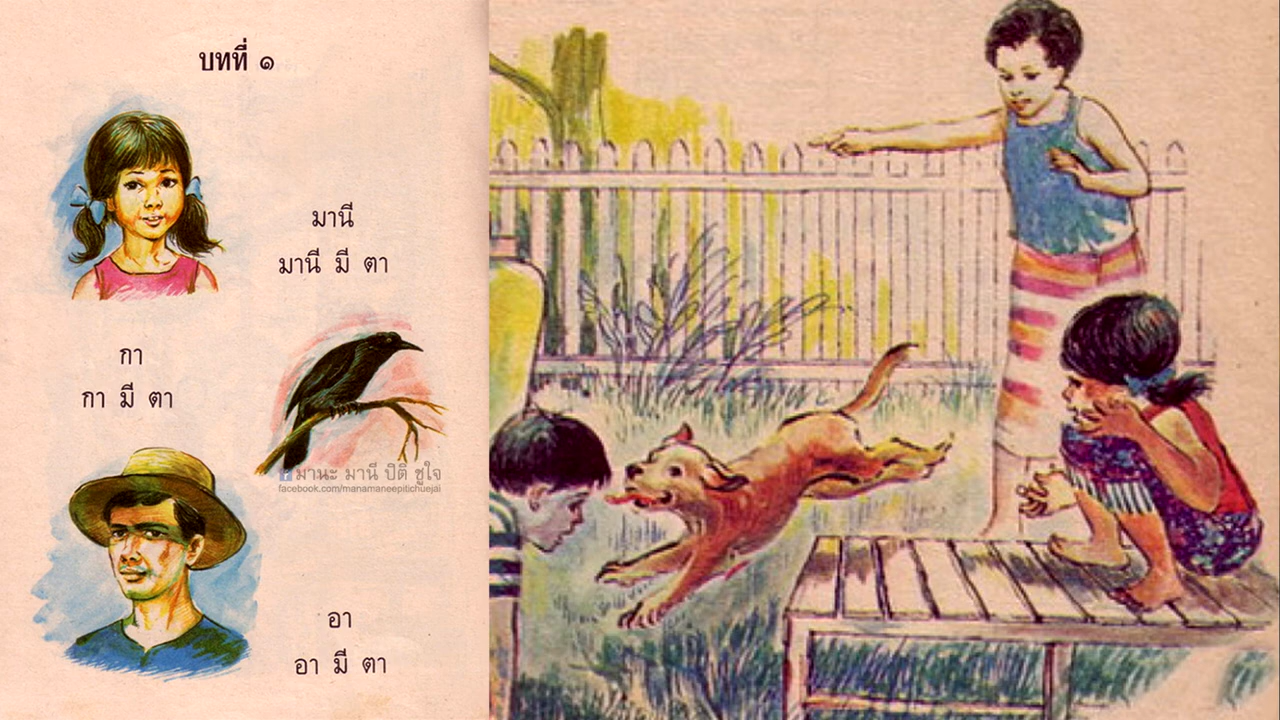 บทที่ ๑
มานี
มานี มี ตา
กา
กา มี ตา
มานะ มานี ปิติ ชูใจ
facebook.com/manamaneepitichuejai
อา
อา มี ตา